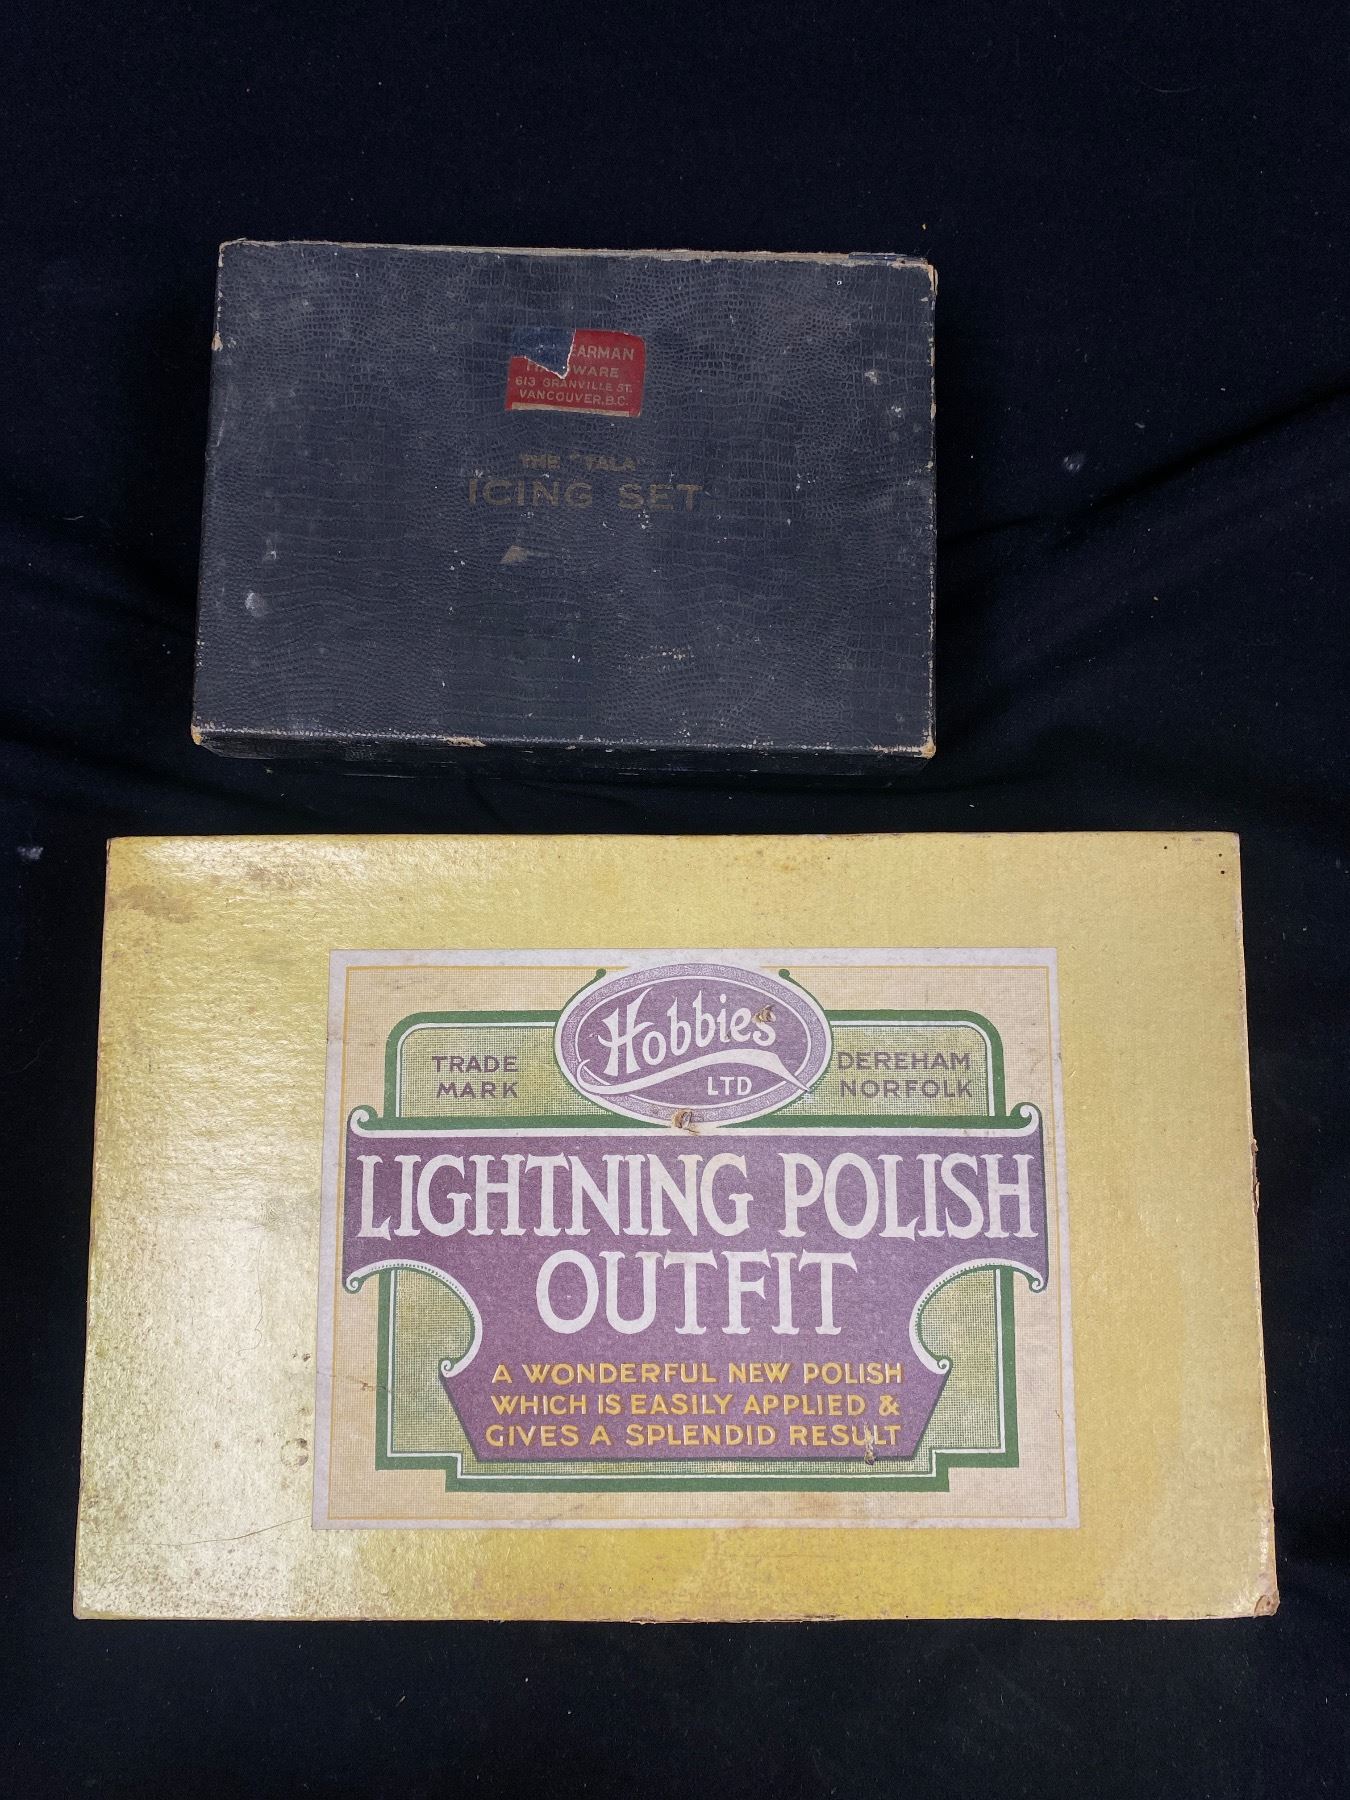 EARMAN
WARE
613 GRANVILLE ST.
VANCOUVER, B.C.
THE "TALA"
ICING SET
Hobbies
LTD
TRADE
MARK
DEREHAM
NORFOLK
LIGHTNING POLISH
OUTFIT
A WONDERFUL NEW POLISH
WHICH IS EASILY APPLIED &
GIVES A SPLENDID RESULT